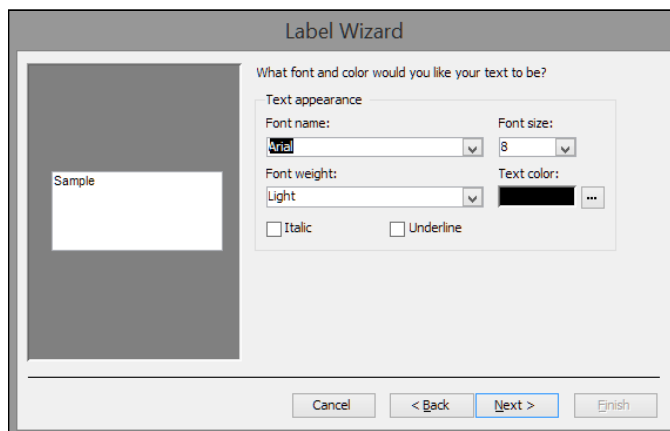 Label Wizard
What font and color would you like your text to be?
Text appearance
Font name:
Font size:
Arial
8
Font weight:
Text color:
Light
...
Italic
Underline
Sample
Cancel
< Back
Next >
Finish